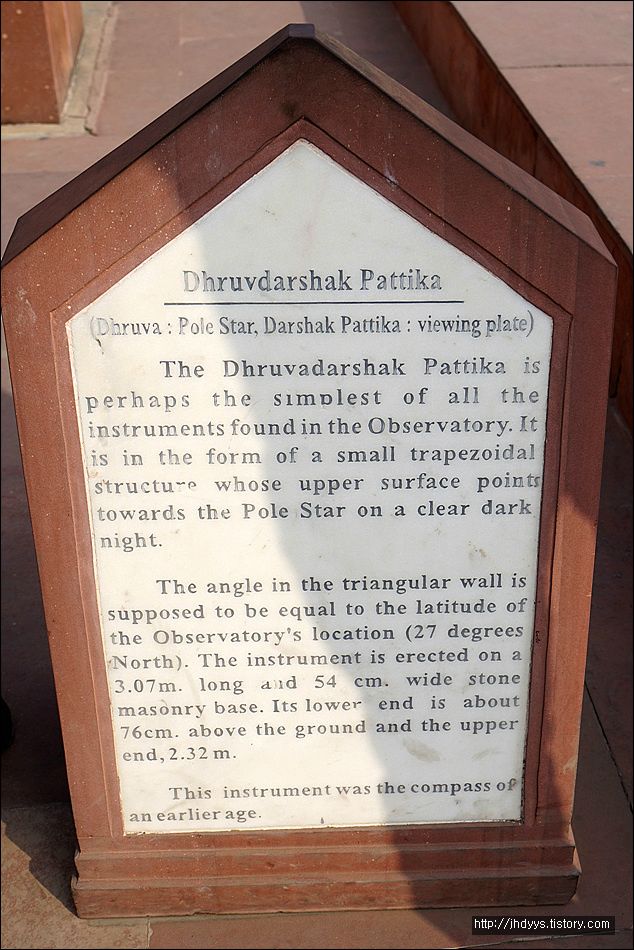 Dhruvdarshak Pattika
(Dhruva : Pole Star, Darshak Pattika : viewing plate)
The Dhruvadarshak Pattika is
perhaps the simplest of all the
instruments found in the Observatory. It
is in the form of a small trapezoidal
structure whose upper surface points
towards the Pole Star on a clear dark
night.
The angle in the triangular wall is
supposed to be equal to the latitude of
the Observatory's location (27 degrees
North). The instrument is erected on a
3.07m. long and 54 cm. wide stone
masonry base. Its lower end is about
76cm. above the ground and the upper
end, 2.32 m.
This instrument was the compass of
an earlier age.
http://ihdyys.tistory.com